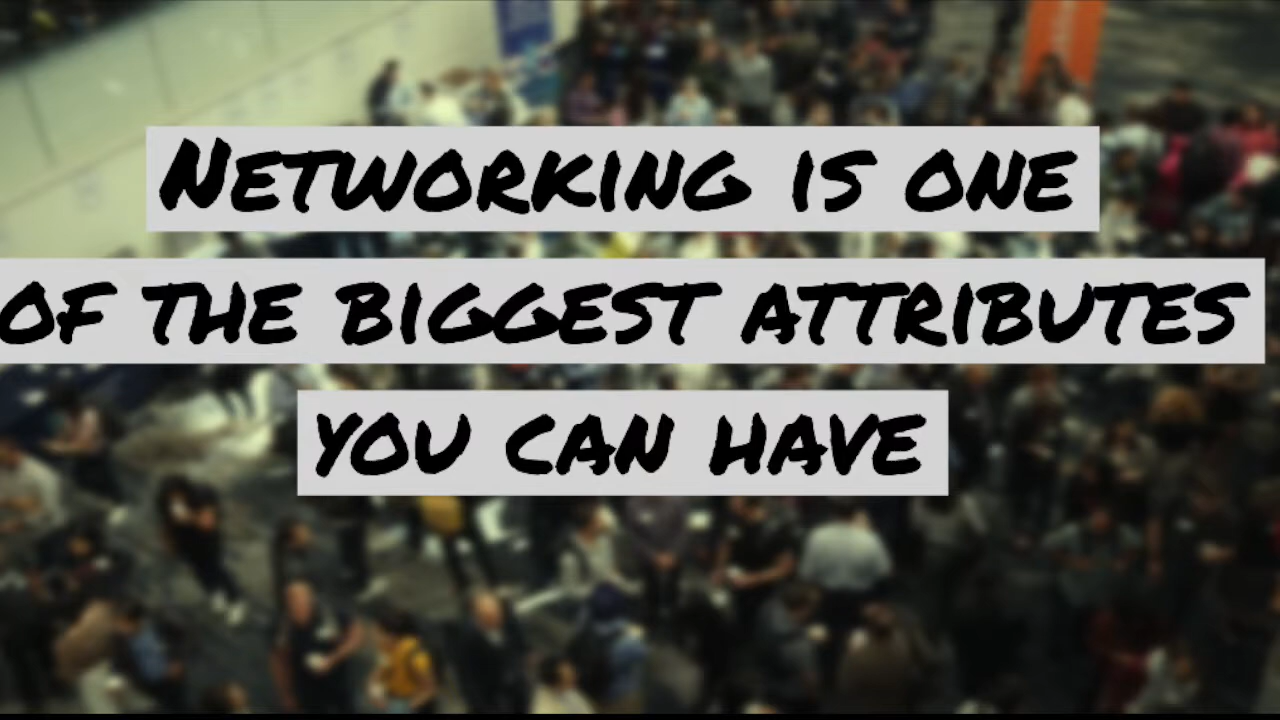 Networking is one
of the biggest attributes
you can have